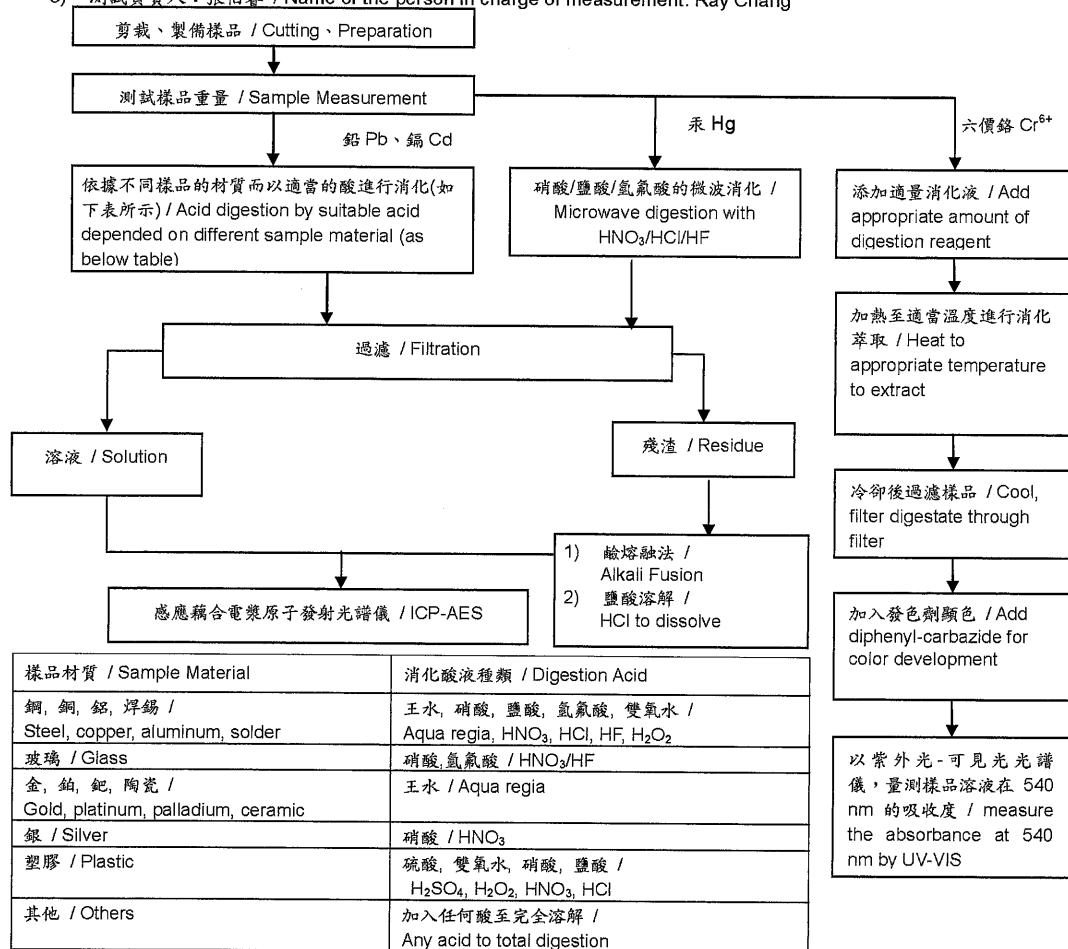 Name of the person in charge of measurement: Ray Chang
剪裁、製備樣品 / Cutting、Preparation
測試樣品重量 / Sample Measurement
鉛 Pb、鎘 Cd
汞 Hg
六價鉻 Cr⁶⁺
依據不同樣品的材質而以適當的酸進行消化(如
下表所示) / Acid digestion by suitable acid
depended on different sample material (as
below table)
硝酸/鹽酸/氫氟酸的微波消化 /
Microwave digestion with
HNO₃/HCl/HF
添加適量消化液 / Add
appropriate amount of
digestion reagent
過濾 / Filtration
加熱至適當溫度進行消化
萃取 / Heat to
appropriate temperature
to extract
溶液 / Solution
殘渣 / Residue
冷卻後過濾樣品 / Cool,
filter digestate through
filter
1) 鹼熔融法 /
Alkali Fusion
2) 鹽酸溶解 /
HCl to dissolve
感應藕合電漿原子發射光譜儀 / ICP-AES
加入發色劑顯色 / Add
diphenyl-carbazide for
color development
以紫外光-可見光光譜
儀，量測樣品溶液在 540
nm 的吸收度 / measure
the absorbance at 540
nm by UV-VIS
樣品材質 / Sample Material
消化酸液種類 / Digestion Acid
鋼, 銅, 鋁, 焊錫 /
Steel, copper, aluminum, solder
王水, 硝酸, 鹽酸, 氫氟酸, 雙氧水 /
Aqua regia, HNO₃, HCl, HF, H₂O₂
玻璃 / Glass
硝酸,氫氟酸 / HNO₃/HF
金, 鉑, 鈀, 陶瓷 /
Gold, platinum, palladium, ceramic
王水 / Aqua regia
銀 / Silver
硝酸 / HNO₃
塑膠 / Plastic
硫酸, 雙氧水, 硝酸, 鹽酸 /
H₂SO₄, H₂O₂, HNO₃, HCl
其他 / Others
加入任何酸至完全溶解 /
Any acid to total digestion